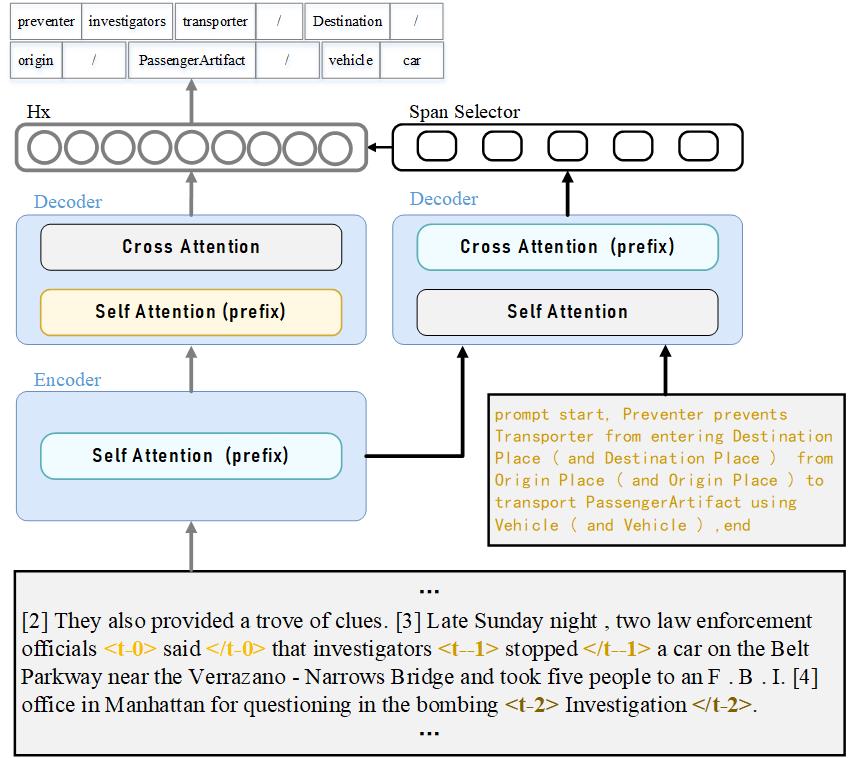 preventer investigators transporter / Destination /
origin / PassengerArtifact / vehicle car
Hx
Span Selector
Decoder
Cross Attention
Self Attention (prefix)
Decoder
Cross Attention (prefix)
Self Attention
Encoder
Self Attention (prefix)
prompt start, Preventer prevents
Transporter from entering Destination
Place ( and Destination Place ) from
Origin Place ( and Origin Place ) to
transport PassengerArtifact using
Vehicle ( and Vehicle ) ,end
...
[2] They also provided a trove of clues. [3] Late Sunday night , two law enforcement
officials <t-0> said </t-0> that investigators <t--1> stopped </t--1> a car on the Belt
Parkway near the Verrazano - Narrows Bridge and took five people to an F . B . I. [4]
office in Manhattan for questioning in the bombing <t-2> Investigation </t-2>.
...